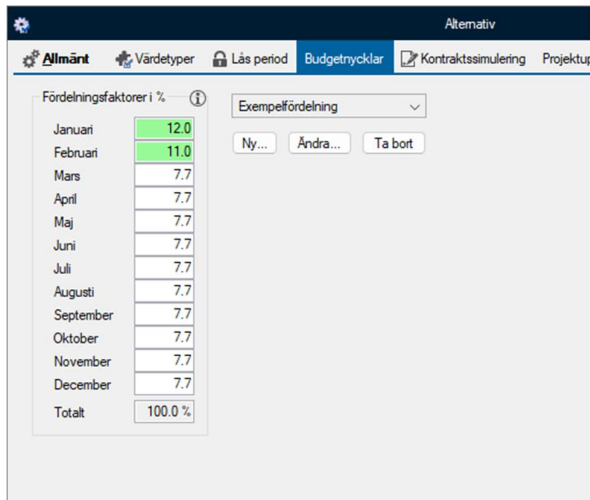 Alternativ
Allmänt Värdetyper Lås period Budgetnycklar Kontraktssimulering Projektup
Fördelningsfaktorer i %
Exempelfördelning
Ny... Ändra... Ta bort
Januari 12.0
Februari 11.0
Mars 7.7
April 7.7
Maj 7.7
Juni 7.7
Juli 7.7
Augusti 7.7
September 7.7
Oktober 7.7
November 7.7
December 7.7
Totalt 100.0 %